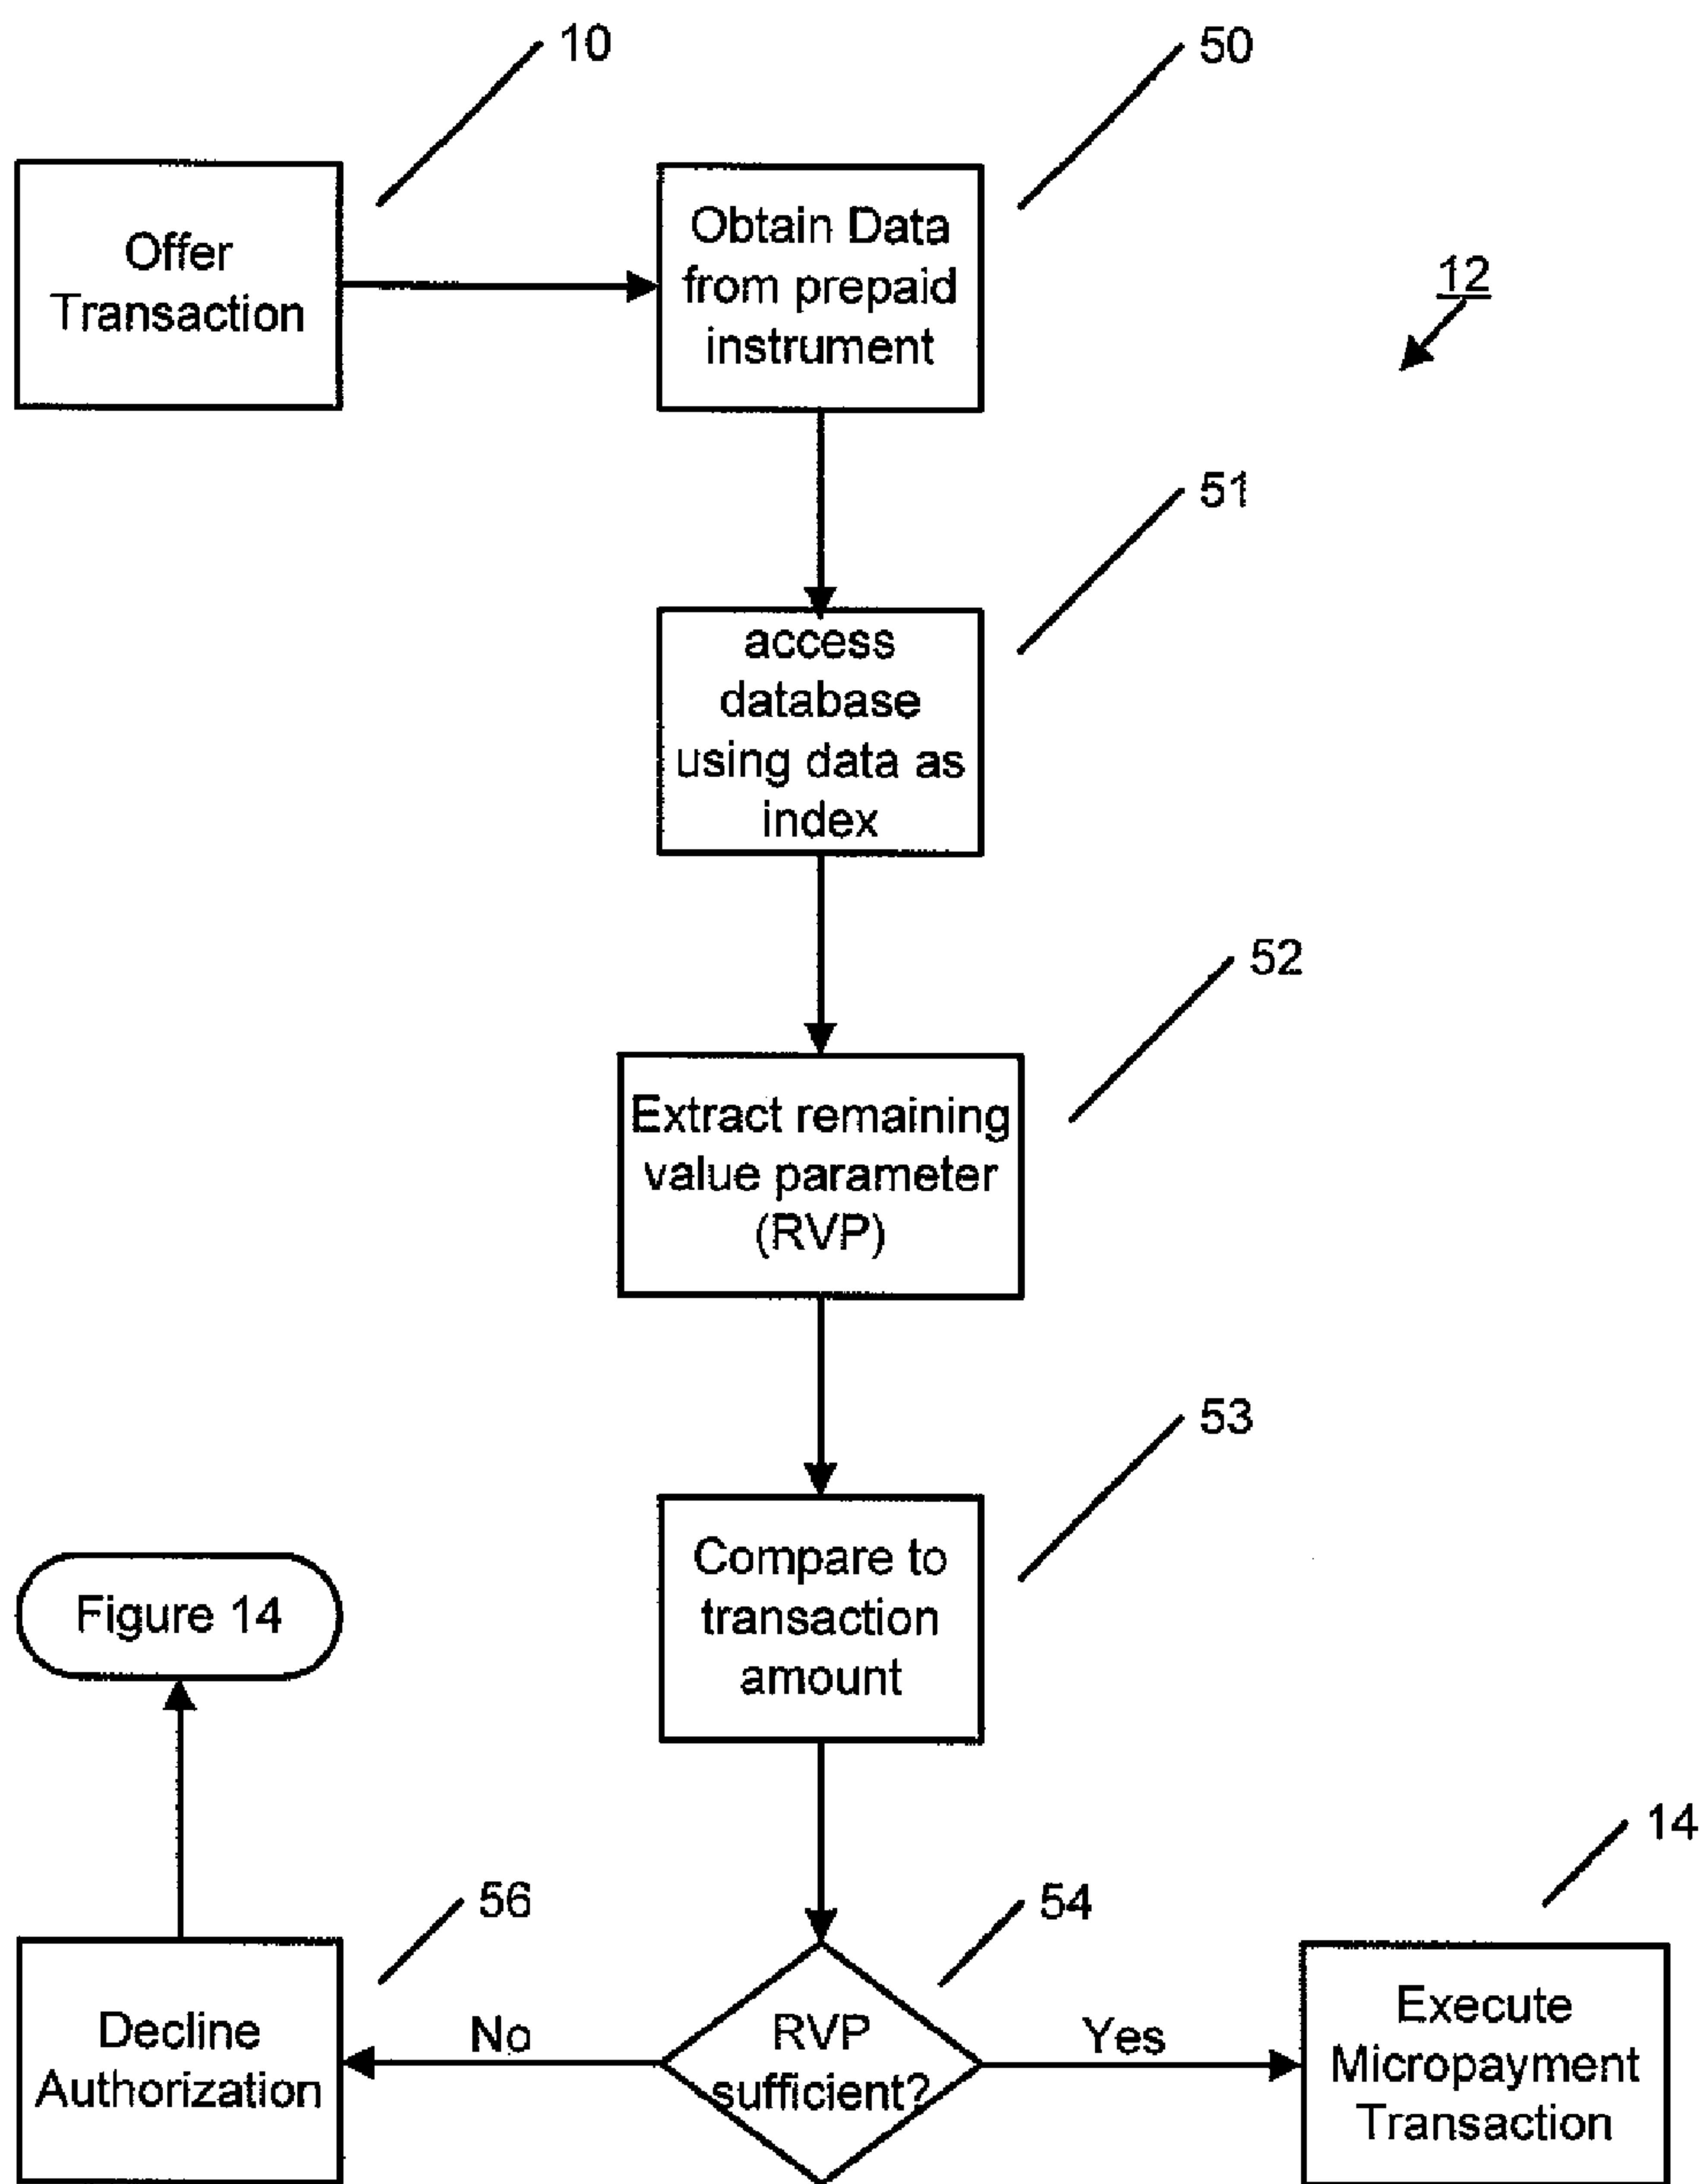 10
50
Offer
Transaction
Obtain Data
from prepaid
instrument
12
51
access
database
using data as
index
52
Extract remaining
value parameter
(RVP)
53
Compare to
transaction
amount
Figure 14
14
56
54
Decline
Authorization
No
RVP
sufficient?
Yes
Execute
Micropayment
Transaction